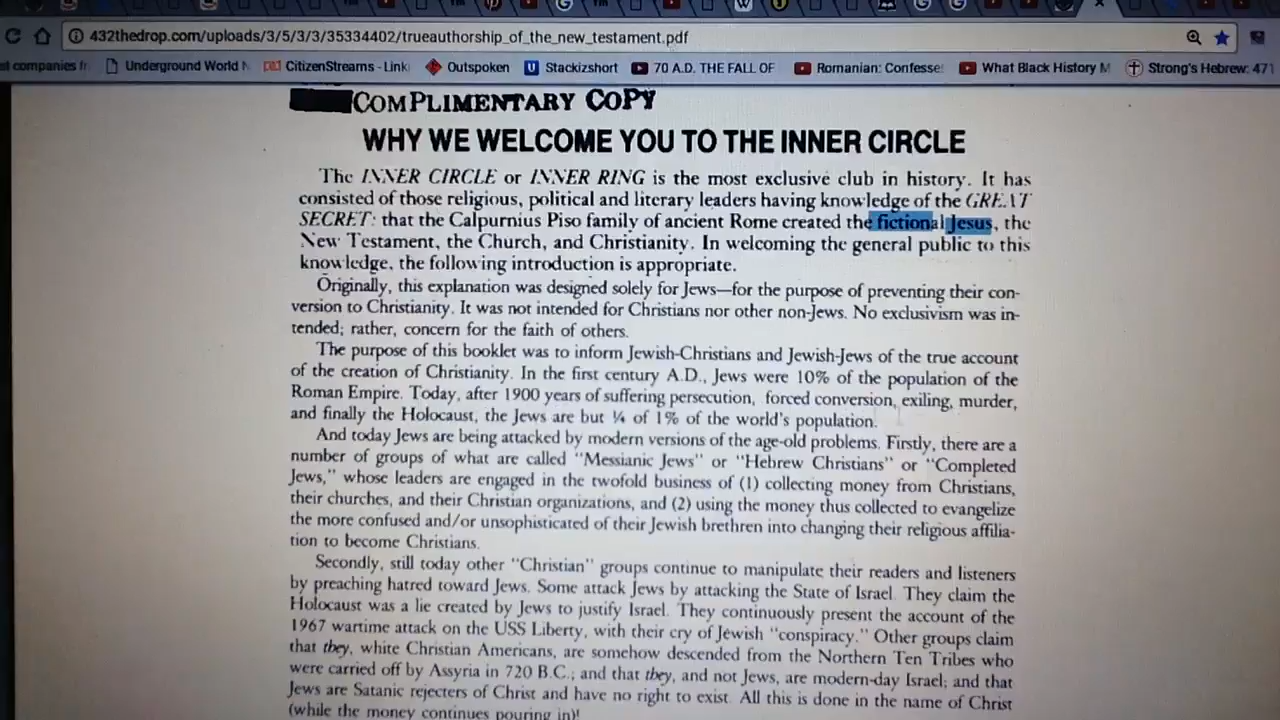 432thedrop.com/uploads/3/5/3/3/35334402/trueauthorship_of_the_new_testament.pdf
st companies fr Underground World N CitizenStreams - Link Outspoken Stackizshort 70 A.D. THE FALL OF Romanian: Confesse What Black History M Strong's Hebrew: 471
COMPLIMENTARY COPY
WHY WE WELCOME YOU TO THE INNER CIRCLE
The INNER CIRCLE or INNER RING is the most exclusive club in history. It has
consisted of those religious, political and literary leaders having knowledge of the GREAT
SECRET: that the Calpurnius Piso family of ancient Rome created the fictional Jesus, the
New Testament, the Church, and Christianity. In welcoming the general public to this
knowledge, the following introduction is appropriate.
Originally, this explanation was designed solely for Jews—for the purpose of preventing their con-
version to Christianity. It was not intended for Christians nor other non-Jews. No exclusivism was in-
tended; rather, concern for the faith of others.
The purpose of this booklet was to inform Jewish-Christians and Jewish-Jews of the true account
of the creation of Christianity. In the first century A.D., Jews were 10% of the population of the
Roman Empire. Today, after 1900 years of suffering persecution, forced conversion, exiling, murder,
and finally the Holocaust, the Jews are but ¼ of 1% of the world's population.
And today Jews are being attacked by modern versions of the age-old problems. Firstly, there are a
number of groups of what are called "Messianic Jews" or "Hebrew Christians" or "Completed
Jews," whose leaders are engaged in the twofold business of (1) collecting money from Christians,
their churches, and their Christian organizations, and (2) using the money thus collected to evangelize
the more confused and/or unsophisticated of their Jewish brethren into changing their religious affilia-
tion to become Christians.
Secondly, still today other "Christian" groups continue to manipulate their readers and listeners
by preaching hatred toward Jews. Some attack Jews by attacking the State of Israel. They claim the
Holocaust was a lie created by Jews to justify Israel. They continuously present the account of the
1967 wartime attack on the USS Liberty, with their cry of Jewish "conspiracy." Other groups claim
that they, white Christian Americans, are somehow descended from the Northern Ten Tribes who
were carried off by Assyria in 720 B.C.; and that they, and not Jews, are modern-day Israel; and that
Jews are Satanic rejecters of Christ and have no right to exist. All this is done in the name of Christ
(while the money continues pouring in)!